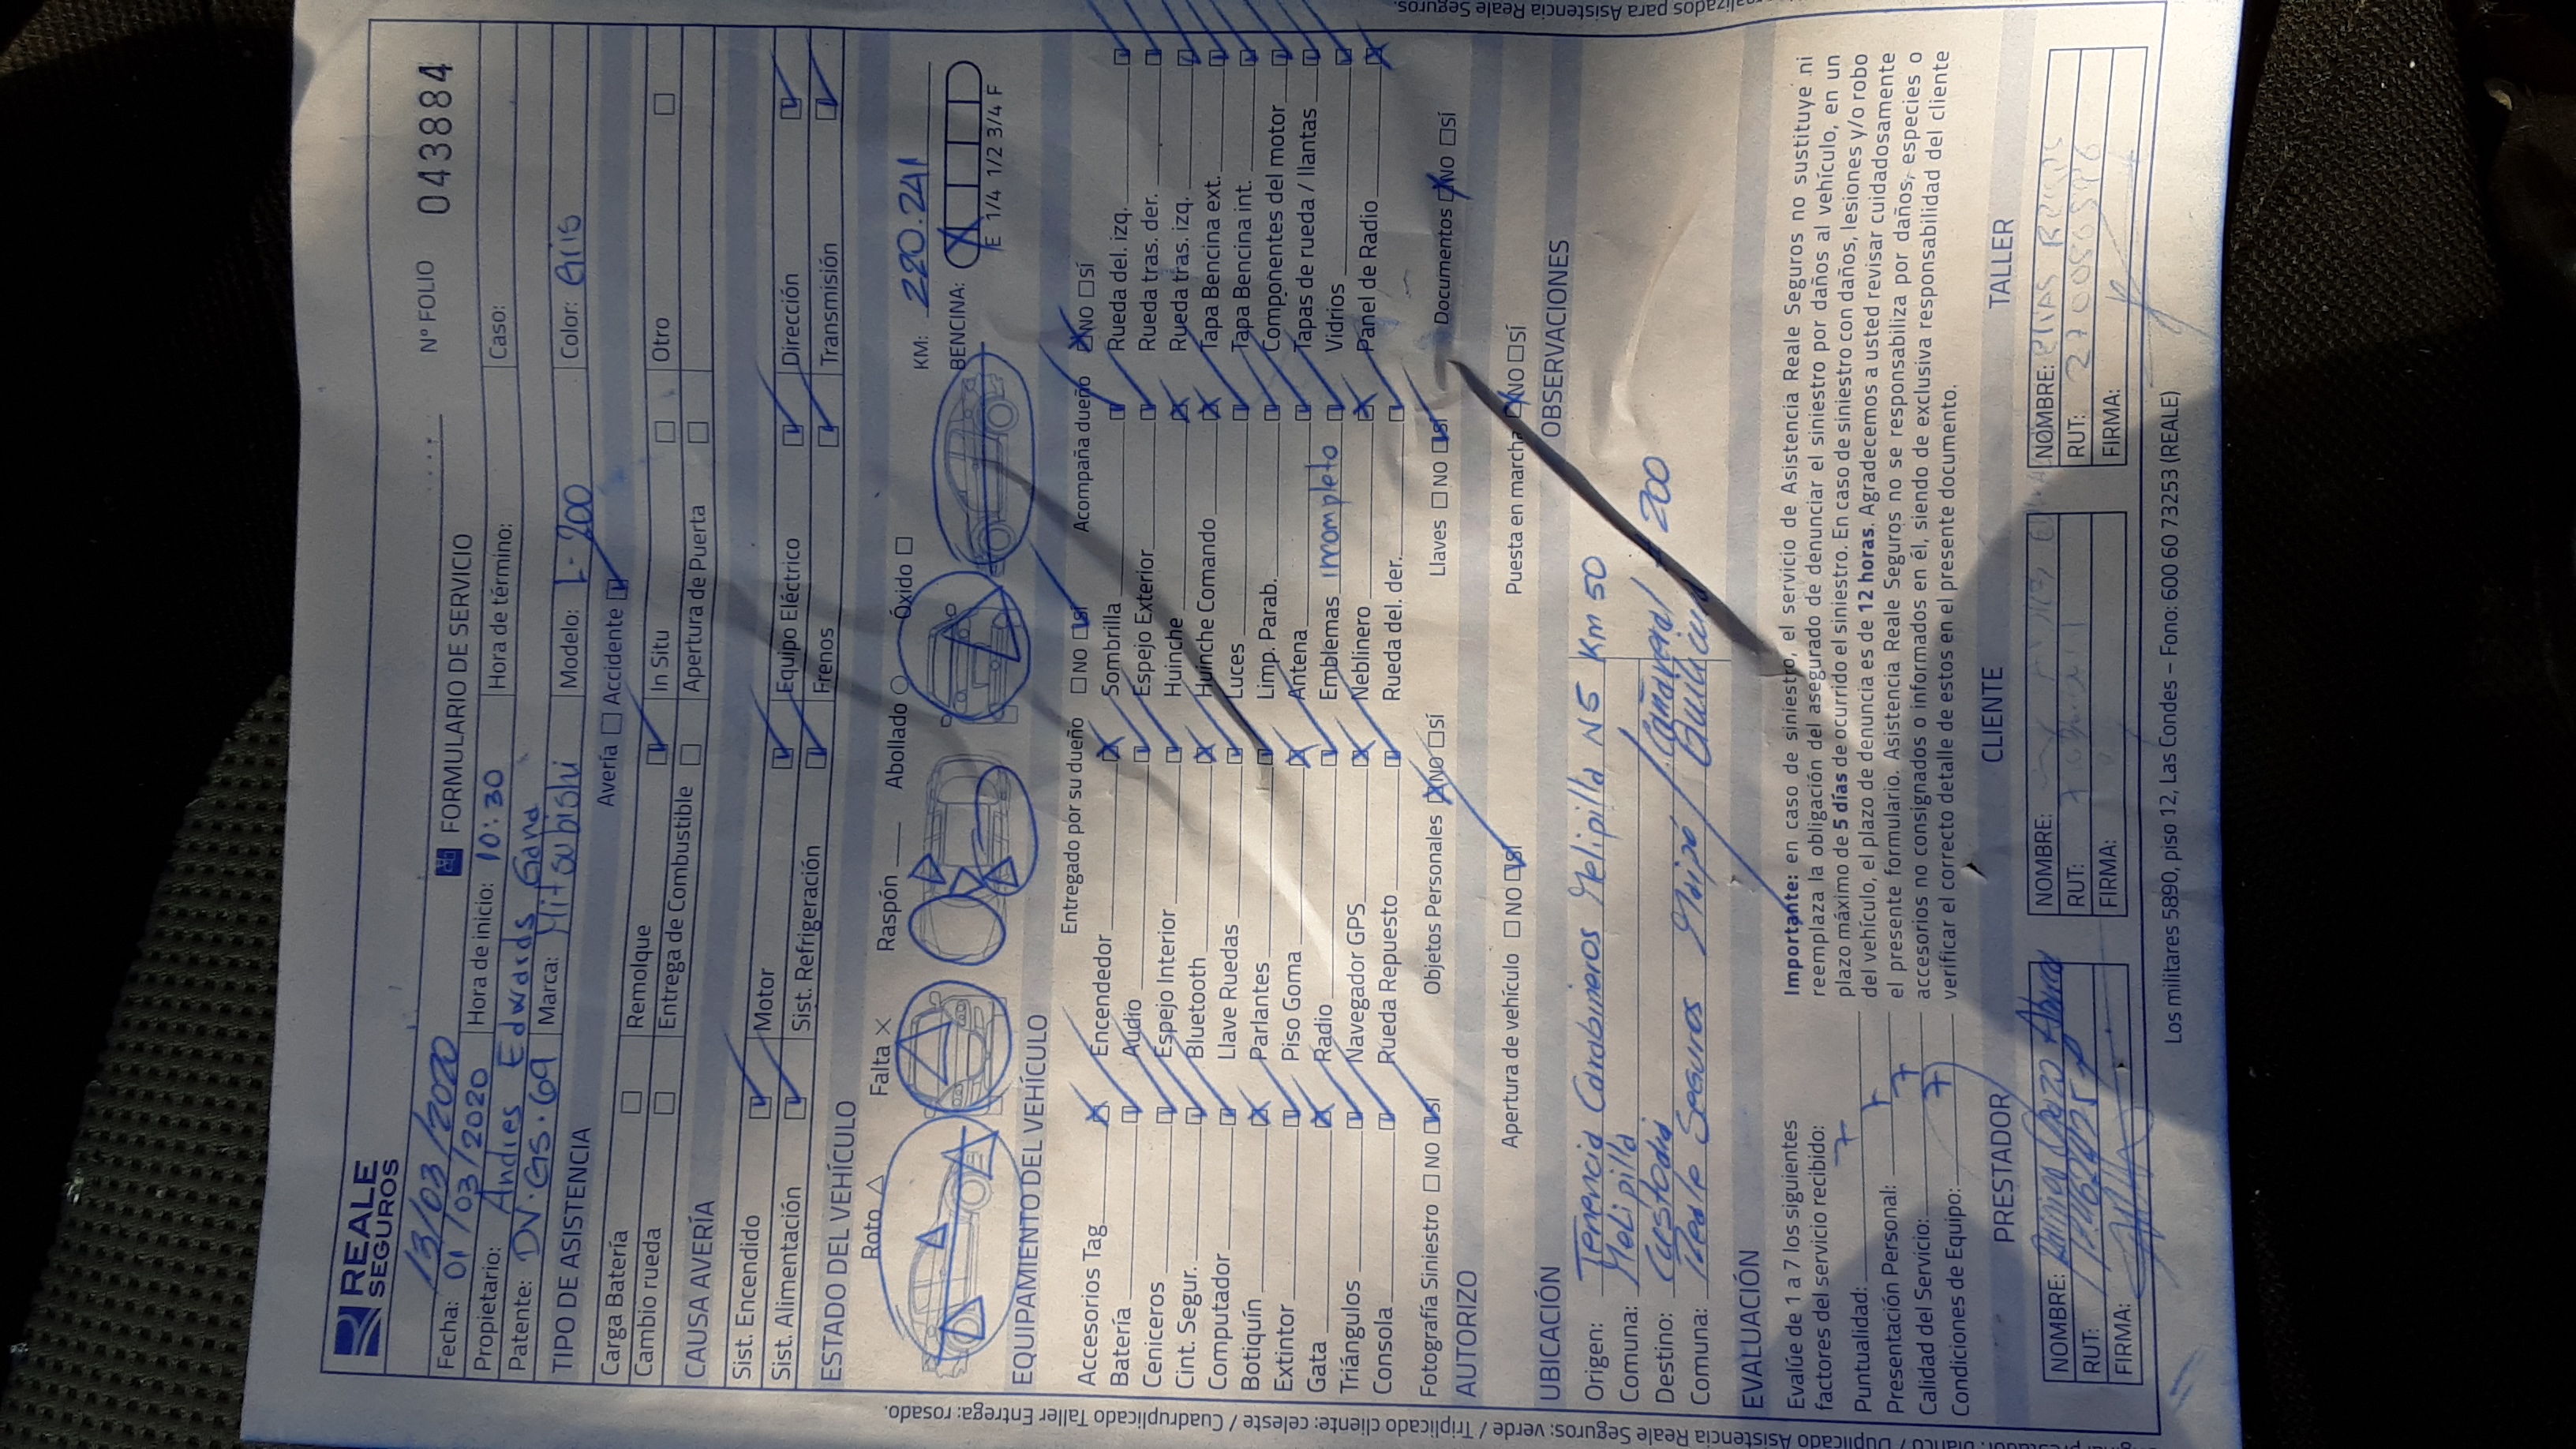 REALE
SEGUROS
FORMULARIO DE SERVICIO
Nº FOLIO 043884
13/03/2020
Fecha: 01/03/2020 Hora de inicio: 10:30 Hora de término: Caso:
Propietario: Andres Edwards Gana
Patente: DV·GS·69 Marca: Mitsubishi Modelo: L-200 Color: Gris
TIPO DE ASISTENCIA Avería Accidente
Carga Batería Remolque In Situ Otro
Cambio rueda Entrega de Combustible Apertura de Puerta
CAUSA AVERÍA
Sist. Encendido Motor Equipo Eléctrico Dirección
Sist. Alimentación Sist. Refrigeración Frenos Transmisión
ESTADO DEL VEHÍCULO
Roto △ Falta × Raspón Abollado ○ Óxido □
KM: 220.241
BENCINA:
E 1/4 1/2 3/4 F
EQUIPAMIENTO DEL VEHÍCULO Entregado por su dueño NO SÍ Acompaña dueño NO SÍ
Accesorios Tag Encendedor Sombrilla Rueda del. izq.
Batería Audio Espejo Exterior Rueda tras. der.
Ceniceros Espejo Interior Huinche Rueda tras. izq.
Cint. Segur. Bluetooth Huinche Comando Tapa Bencina ext.
Computador Llave Ruedas Luces Tapa Bencina int.
Botiquín Parlantes Limp. Parab. Componentes del motor
Extintor Piso Goma Antena Tapas de rueda / llantas
Gata Radio Emblemas Vidrios
Triángulos Navegador GPS Neblinero Panel de Radio
Consola Rueda Repuesto Rueda del. der.
Fotografía Siniestro NO SÍ Objetos Personales NO SÍ Llaves NO SÍ Documentos NO SÍ
AUTORIZO
Apertura de vehículo NO SÍ Puesta en marcha NO SÍ
UBICACIÓN OBSERVACIONES
Origen: Tenencia Carabineros Melipilla N5 Km 50
Comuna: Melipilla
Destino: Custodia
Comuna: Reale Seguros Maipo / Cañaveral # 200
EVALUACIÓN
Evalúe de 1 a 7 los siguientes
factores del servicio recibido:
Puntualidad: 7
Presentación Personal: 7
Calidad del Servicio: 7
Condiciones de Equipo: 7
Importante: en caso de siniestro, el servicio de Asistencia Reale Seguros no sustituye ni
reemplaza la obligación del asegurado de denunciar el siniestro por daños al vehículo, en un
plazo máximo de 5 días de ocurrido el siniestro. En caso de siniestro con daños, lesiones y/o robo
del vehículo, el plazo de denuncia es de 12 horas. Agradecemos a usted revisar cuidadosamente
el presente formulario. Asistencia Reale Seguros no se responsabiliza por daños, especies o
accesorios no consignados o informados en él, siendo de exclusiva responsabilidad del cliente
verificar el correcto detalle de estos en el presente documento.
PRESTADOR CLIENTE TALLER
NOMBRE: NOMBRE: NOMBRE:
RUT: RUT: RUT:
FIRMA: FIRMA: FIRMA:
Los militares 5890, piso 12, Las Condes – Fono: 600 60 73253 (REALE)
Duplicado Asistencia Reale Seguros: verde / Triplicado cliente: celeste / Cuadruplicado Taller Entrega: rosado.
para Asistencia Reale Seguros.